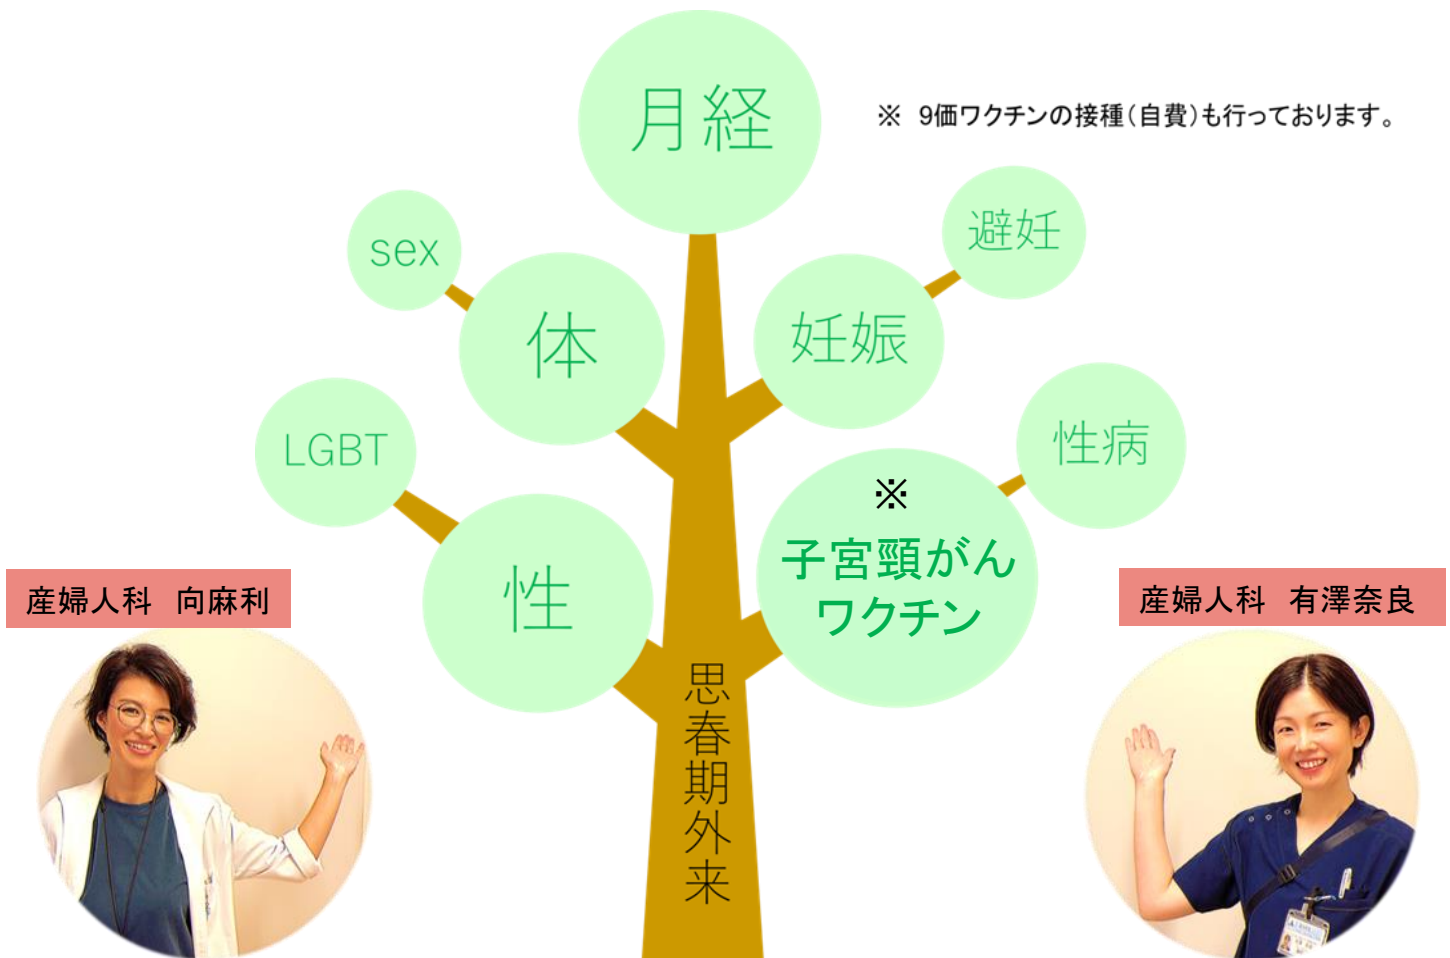 月経
※ 9価ワクチンの接種（自費）も行っております。
sex
避妊
体
妊娠
LGBT
性病
※
子宮頸がん
ワクチン
性
産婦人科 向麻利
産婦人科 有澤奈良
思春期外来